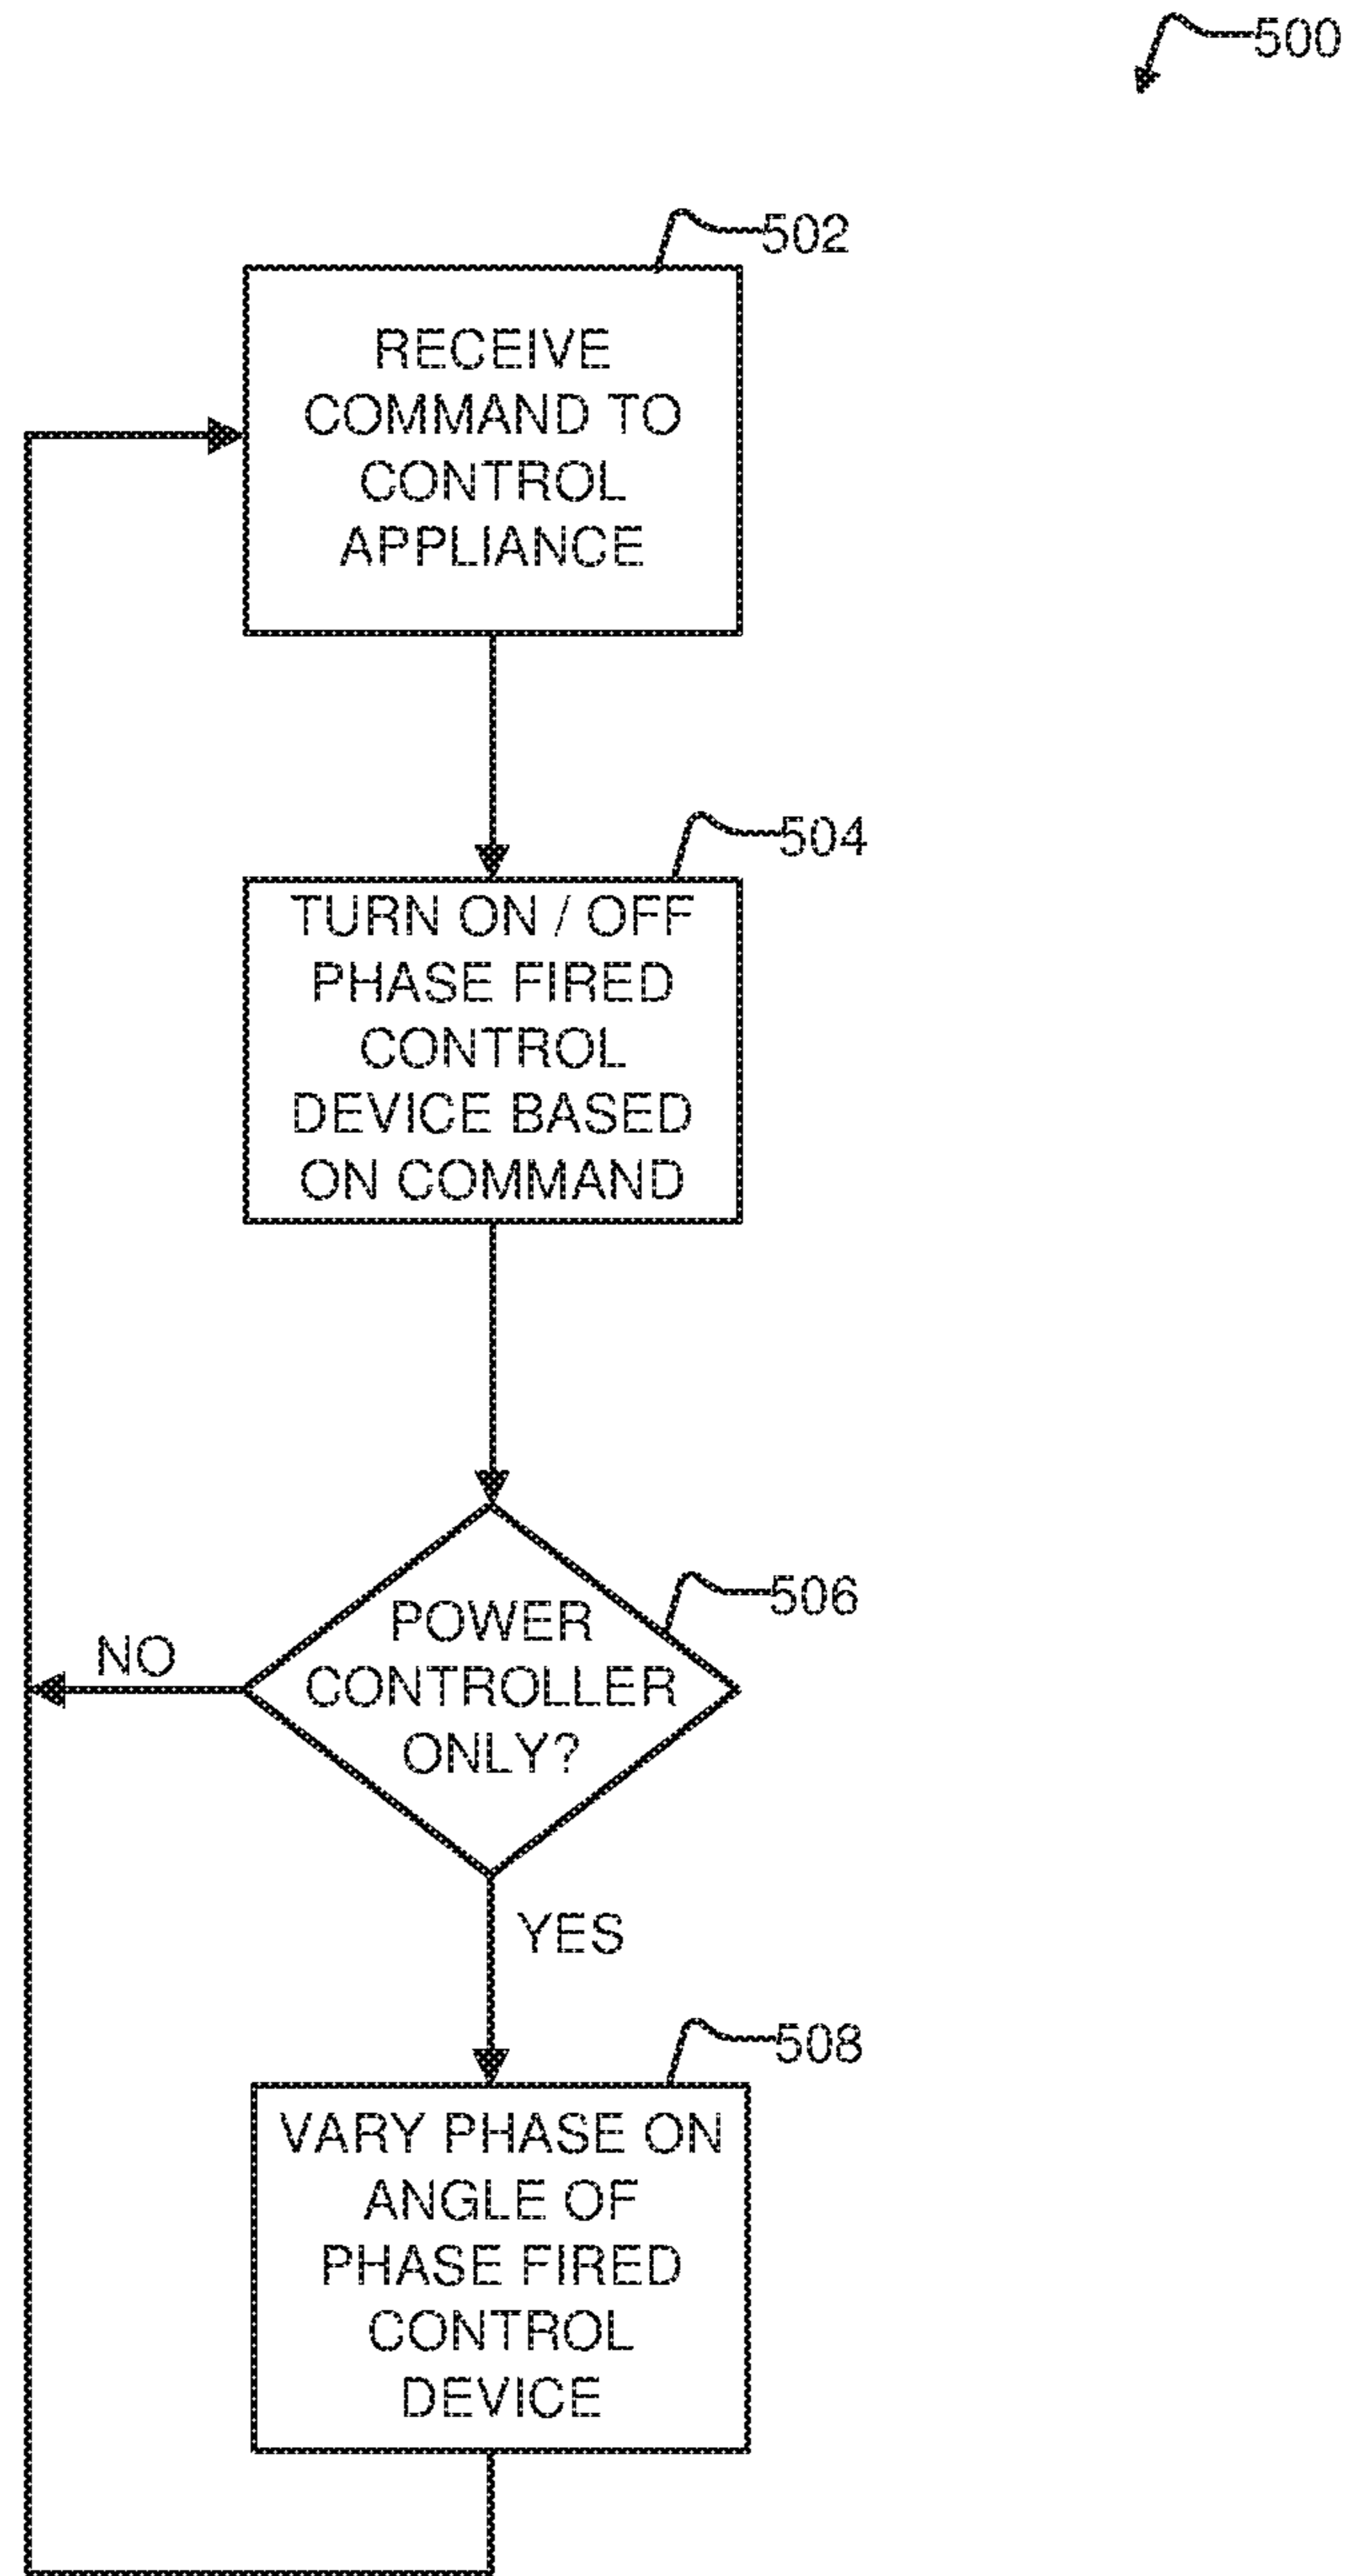 500
502
RECEIVE
COMMAND TO
CONTROL
APPLIANCE
504
TURN ON / OFF
PHASE FIRED
CONTROL
DEVICE BASED
ON COMMAND
506
POWER
CONTROLLER
ONLY?
NO
YES
508
VARY PHASE ON
ANGLE OF
PHASE FIRED
CONTROL
DEVICE